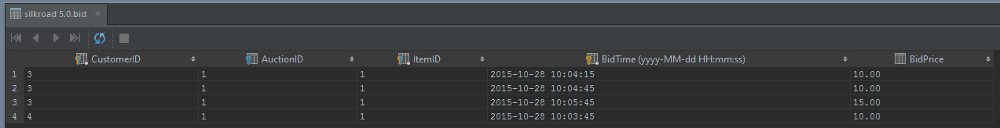 silkroad 5.0.bid
CustomerID AuctionID ItemID BidTime (yyyy-MM-dd HH:mm:ss) BidPrice
1 3 1 1 2015-10-28 10:04:15 10.00
2 3 1 1 2015-10-28 10:04:45 10.00
3 3 1 1 2015-10-28 10:05:45 15.00
4 4 1 1 2015-10-28 10:03:45 10.00